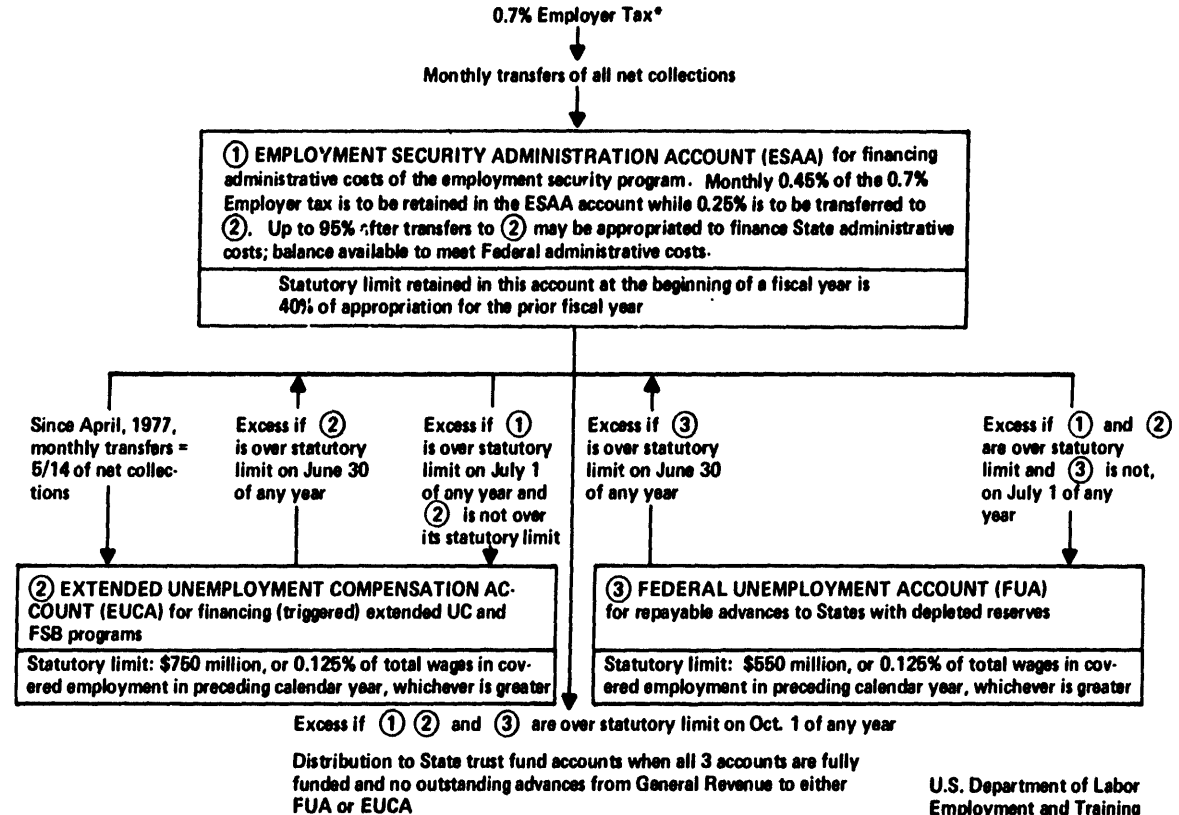 0.7% Employer Tax*
Monthly transfers of all net collections
① EMPLOYMENT SECURITY ADMINISTRATION ACCOUNT (ESAA) for financing
administrative costs of the employment security program. Monthly 0.45% of the 0.7%
Employer tax is to be retained in the ESAA account while 0.25% is to be transferred to
②. Up to 95% after transfers to ② may be appropriated to finance State administrative
costs; balance available to meet Federal administrative costs.
Statutory limit retained in this account at the beginning of a fiscal year is
40% of appropriation for the prior fiscal year
Since April, 1977,
monthly transfers =
5/14 of net collec-
tions
Excess if ②
is over statutory
limit on June 30
of any year
Excess if ①
is over statutory
limit on July 1
of any year and
② is not over
its statutory limit
Excess if ③
is over statutory
limit on June 30
of any year
Excess if ① and ②
are over statutory
limit and ③ is not,
on July 1 of any
year
② EXTENDED UNEMPLOYMENT COMPENSATION AC-
COUNT (EUCA) for financing (triggered) extended UC and
FSB programs
Statutory limit: $750 million, or 0.125% of total wages in cov-
ered employment in preceding calendar year, whichever is greater
③ FEDERAL UNEMPLOYMENT ACCOUNT (FUA)
for repayable advances to States with depleted reserves
Statutory limit: $550 million, or 0.125% of total wages in cov-
ered employment in preceding calendar year, whichever is greater
Excess if ① ② and ③ are over statutory limit on Oct. 1 of any year
Distribution to State trust fund accounts when all 3 accounts are fully
funded and no outstanding advances from General Revenue to either
FUA or EUCA
U.S. Department of Labor
Employment and Training